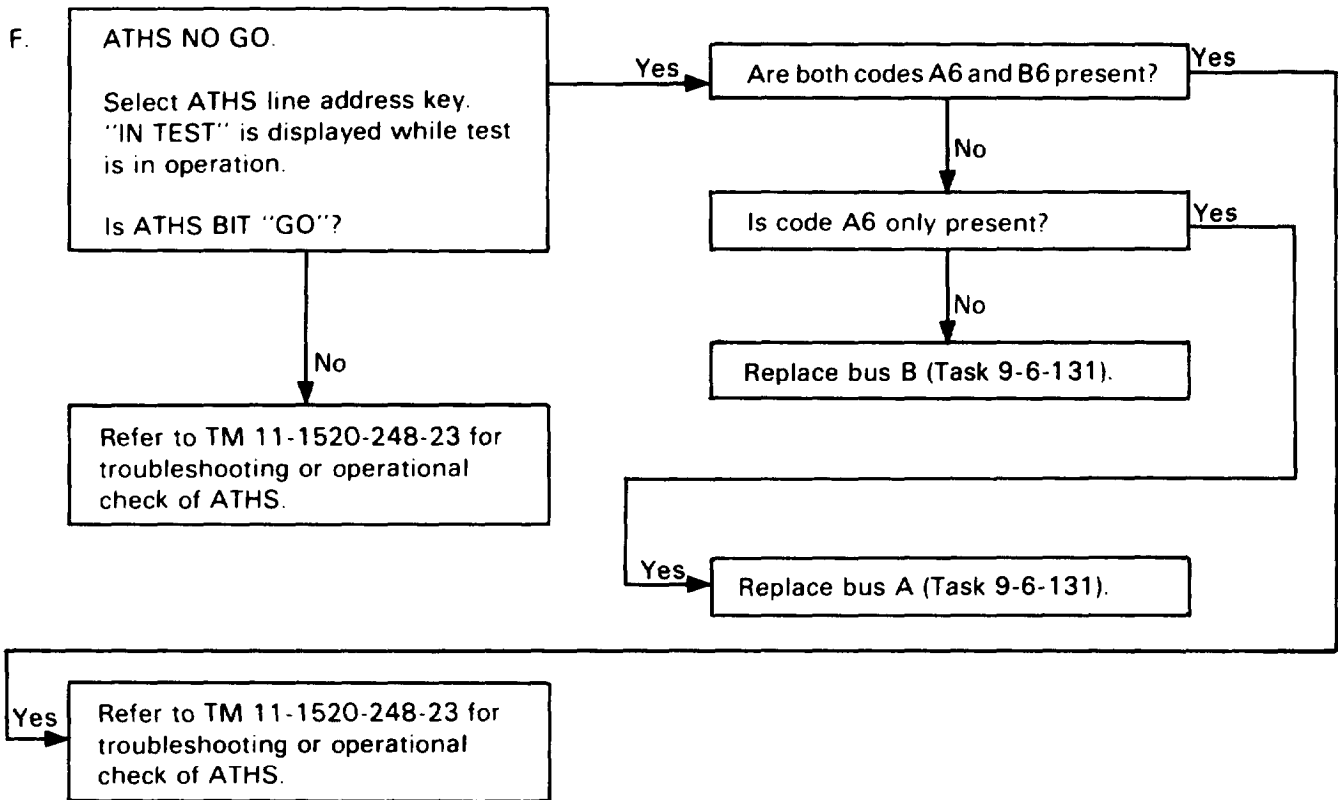 F.
ATHS NO GO.
Select ATHS line address key.
"IN TEST" is displayed while test
is in operation.
Is ATHS BIT "GO"?
Yes
Are both codes A6 and B6 present?
Yes
No
Is code A6 only present?
Yes
No
Replace bus B (Task 9-6-131).
No
Refer to TM 11-1520-248-23 for
troubleshooting or operational
check of ATHS.
Yes
Replace bus A (Task 9-6-131).
Yes
Refer to TM 11-1520-248-23 for
troubleshooting or operational
check of ATHS.